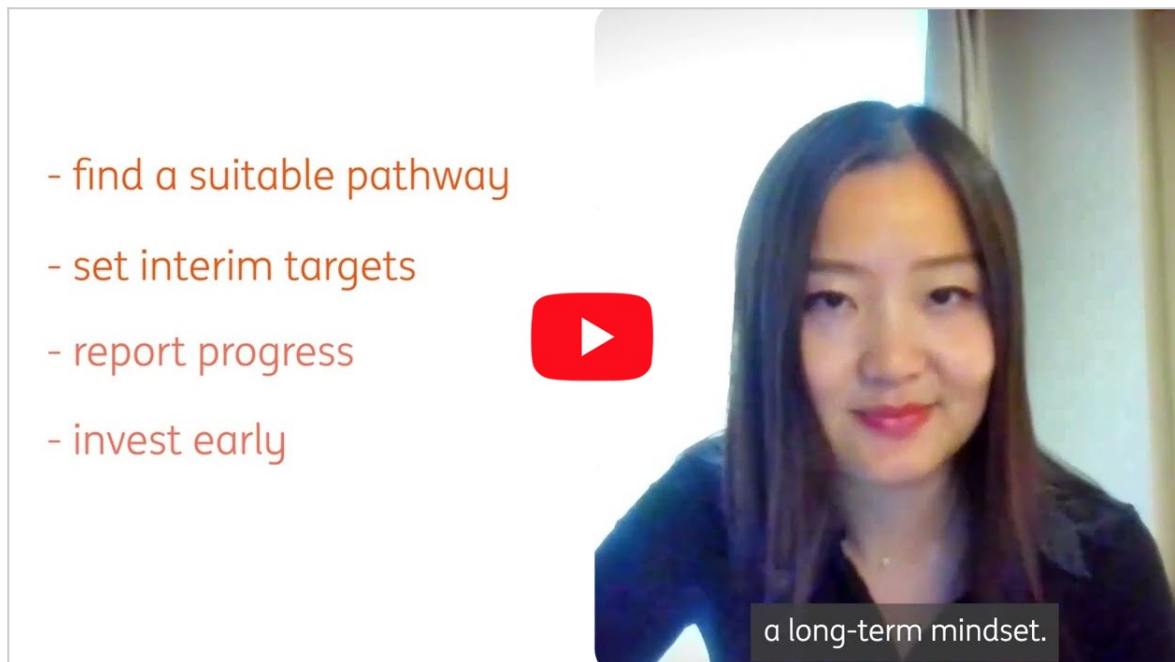 - find a suitable pathway
- set interim targets
- report progress
- invest early
a long-term mindset.